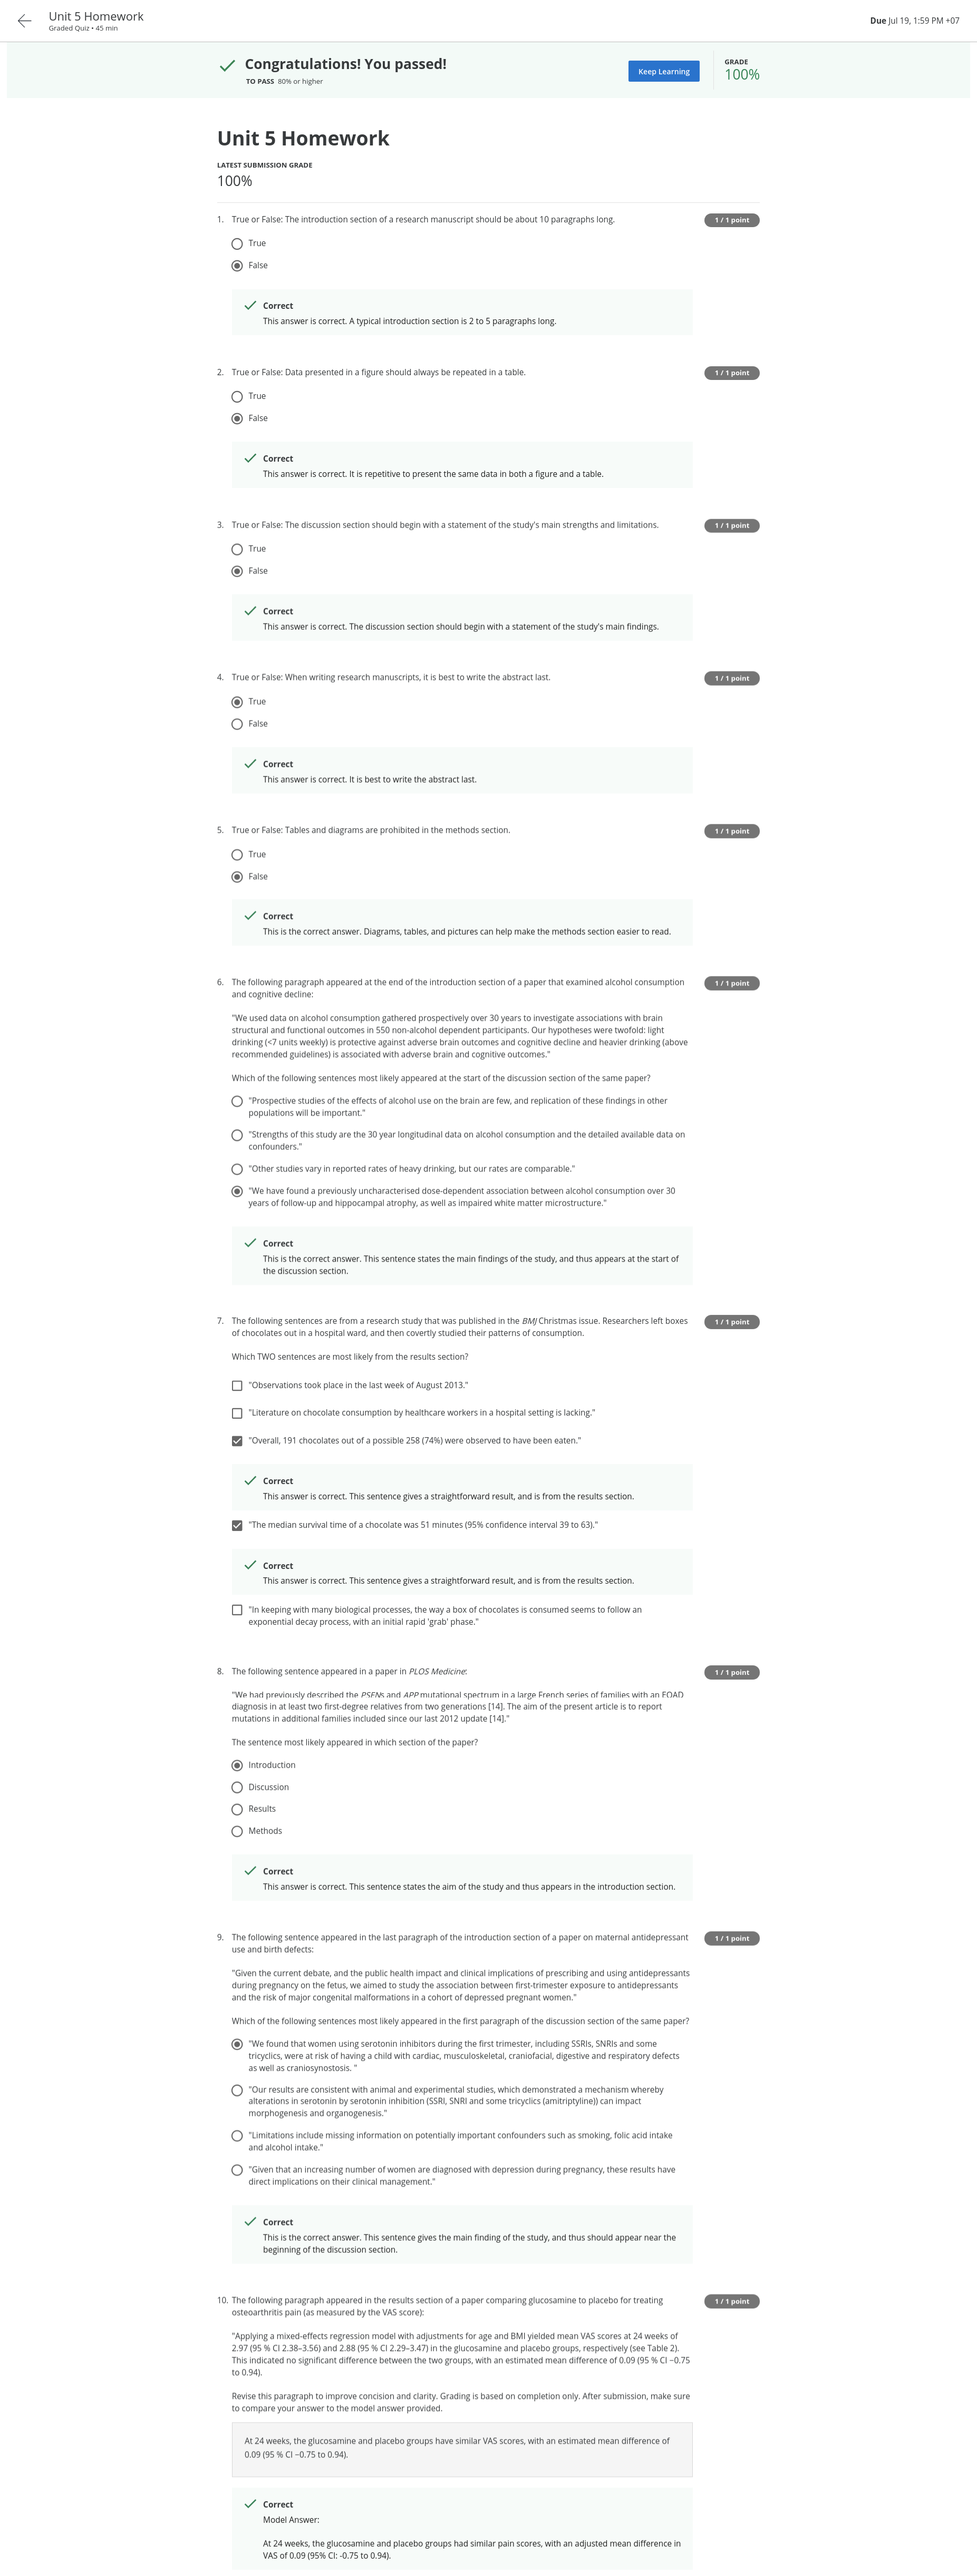 Unit 5 Homework
Graded Quiz • 45 min
Due Jul 19, 1:59 PM +07
Congratulations! You passed!
TO PASS 80% or higher
Keep Learning
GRADE
100%
Unit 5 Homework
LATEST SUBMISSION GRADE
100%
1. True or False: The introduction section of a research manuscript should be about 10 paragraphs long.
1 / 1 point
True
False
Correct
This answer is correct. A typical introduction section is 2 to 5 paragraphs long.
2. True or False: Data presented in a figure should always be repeated in a table.
1 / 1 point
True
False
Correct
This answer is correct. It is repetitive to present the same data in both a figure and a table.
3. True or False: The discussion section should begin with a statement of the study's main strengths and limitations.
1 / 1 point
True
False
Correct
This answer is correct. The discussion section should begin with a statement of the study's main findings.
4. True or False: When writing research manuscripts, it is best to write the abstract last.
1 / 1 point
True
False
Correct
This answer is correct. It is best to write the abstract last.
5. True or False: Tables and diagrams are prohibited in the methods section.
1 / 1 point
True
False
Correct
This is the correct answer. Diagrams, tables, and pictures can help make the methods section easier to read.
6. The following paragraph appeared at the end of the introduction section of a paper that examined alcohol consumption
and cognitive decline:
1 / 1 point
"We used data on alcohol consumption gathered prospectively over 30 years to investigate associations with brain
structural and functional outcomes in 550 non-alcohol dependent participants. Our hypotheses were twofold: light
drinking (<7 units weekly) is protective against adverse brain outcomes and cognitive decline and heavier drinking (above
recommended guidelines) is associated with adverse brain and cognitive outcomes."
Which of the following sentences most likely appeared at the start of the discussion section of the same paper?
"Prospective studies of the effects of alcohol use on the brain are few, and replication of these findings in other
populations will be important."
"Strengths of this study are the 30 year longitudinal data on alcohol consumption and the detailed available data on
confounders."
"Other studies vary in reported rates of heavy drinking, but our rates are comparable."
"We have found a previously uncharacterised dose-dependent association between alcohol consumption over 30
years of follow-up and hippocampal atrophy, as well as impaired white matter microstructure."
Correct
This is the correct answer. This sentence states the main findings of the study, and thus appears at the start of
the discussion section.
7. The following sentences are from a research study that was published in the BMJ Christmas issue. Researchers left boxes
of chocolates out in a hospital ward, and then covertly studied their patterns of consumption.
1 / 1 point
Which TWO sentences are most likely from the results section?
"Observations took place in the last week of August 2013."
"Literature on chocolate consumption by healthcare workers in a hospital setting is lacking."
"Overall, 191 chocolates out of a possible 258 (74%) were observed to have been eaten."
Correct
This answer is correct. This sentence gives a straightforward result, and is from the results section.
"The median survival time of a chocolate was 51 minutes (95% confidence interval 39 to 63)."
Correct
This answer is correct. This sentence gives a straightforward result, and is from the results section.
"In keeping with many biological processes, the way a box of chocolates is consumed seems to follow an
exponential decay process, with an initial rapid 'grab' phase."
8. The following sentence appeared in a paper in PLOS Medicine:
1 / 1 point
"We had previously described the PSENs and APP mutational spectrum in a large French series of families with an EOAD
diagnosis in at least two first-degree relatives from two generations [14]. The aim of the present article is to report
mutations in additional families included since our last 2012 update [14]."
The sentence most likely appeared in which section of the paper?
Introduction
Discussion
Results
Methods
Correct
This answer is correct. This sentence states the aim of the study and thus appears in the introduction section.
9. The following sentence appeared in the last paragraph of the introduction section of a paper on maternal antidepressant
use and birth defects:
1 / 1 point
"Given the current debate, and the public health impact and clinical implications of prescribing and using antidepressants
during pregnancy on the fetus, we aimed to study the association between first-trimester exposure to antidepressants
and the risk of major congenital malformations in a cohort of depressed pregnant women."
Which of the following sentences most likely appeared in the first paragraph of the discussion section of the same paper?
"We found that women using serotonin inhibitors during the first trimester, including SSRIs, SNRIs and some
tricyclics, were at risk of having a child with cardiac, musculoskeletal, craniofacial, digestive and respiratory defects
as well as craniosynostosis. "
"Our results are consistent with animal and experimental studies, which demonstrated a mechanism whereby
alterations in serotonin by serotonin inhibition (SSRI, SNRI and some tricyclics (amitriptyline)) can impact
morphogenesis and organogenesis."
"Limitations include missing information on potentially important confounders such as smoking, folic acid intake
and alcohol intake."
"Given that an increasing number of women are diagnosed with depression during pregnancy, these results have
direct implications on their clinical management."
Correct
This is the correct answer. This sentence gives the main finding of the study, and thus should appear near the
beginning of the discussion section.
10. The following paragraph appeared in the results section of a paper comparing glucosamine to placebo for treating
osteoarthritis pain (as measured by the VAS score):
1 / 1 point
"Applying a mixed-effects regression model with adjustments for age and BMI yielded mean VAS scores at 24 weeks of
2.97 (95 % CI 2.38–3.56) and 2.88 (95 % CI 2.29–3.47) in the glucosamine and placebo groups, respectively (see Table 2).
This indicated no significant difference between the two groups, with an estimated mean difference of 0.09 (95 % CI −0.75
to 0.94).
Revise this paragraph to improve concision and clarity. Grading is based on completion only. After submission, make sure
to compare your answer to the model answer provided.
At 24 weeks, the glucosamine and placebo groups have similar VAS scores, with an estimated mean difference of
0.09 (95 % CI −0.75 to 0.94).
Correct
Model Answer:
At 24 weeks, the glucosamine and placebo groups had similar pain scores, with an adjusted mean difference in
VAS of 0.09 (95% CI: -0.75 to 0.94).